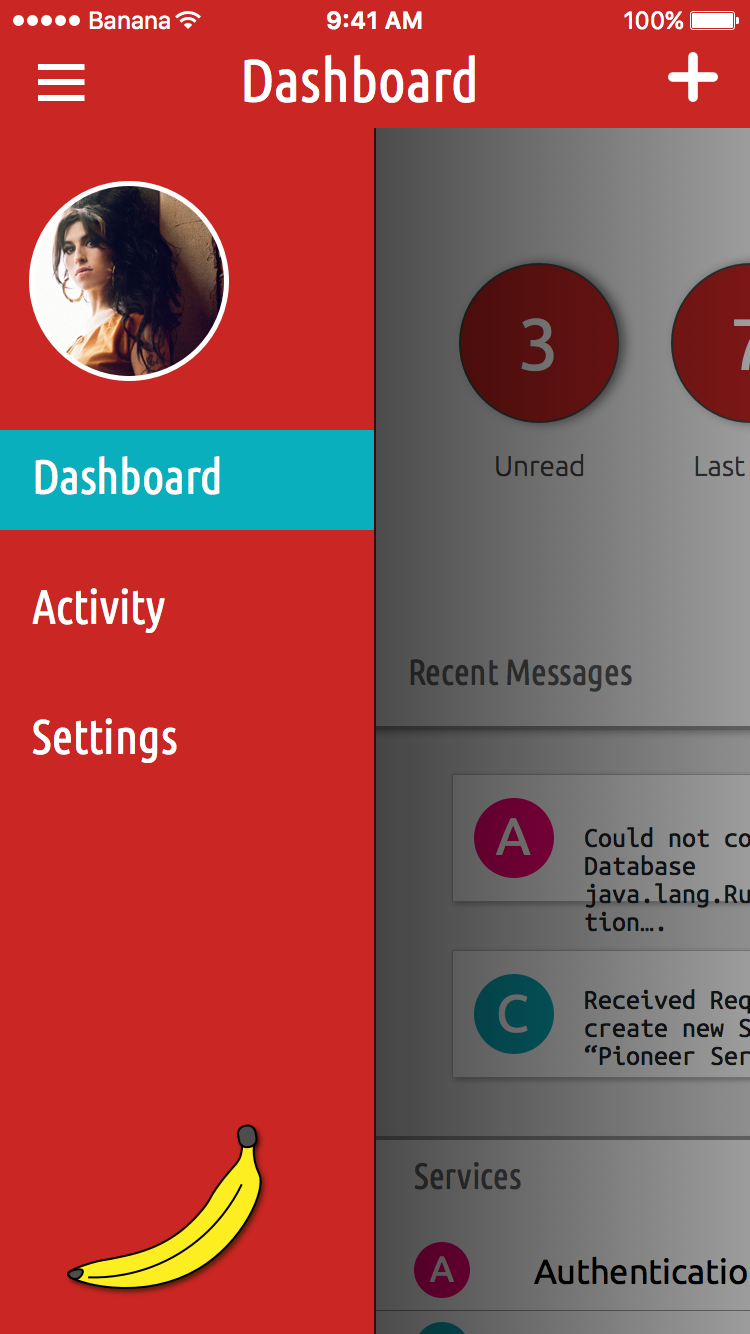 Banana 9:41 AM 100%
Dashboard
Dashboard
Activity
Settings
3
Unread
Last
Recent Messages
A
Could not co
Database
java.lang.Ru
tion….
C
Received Req
create new S
“Pioneer Ser
Services
A Authenticatio